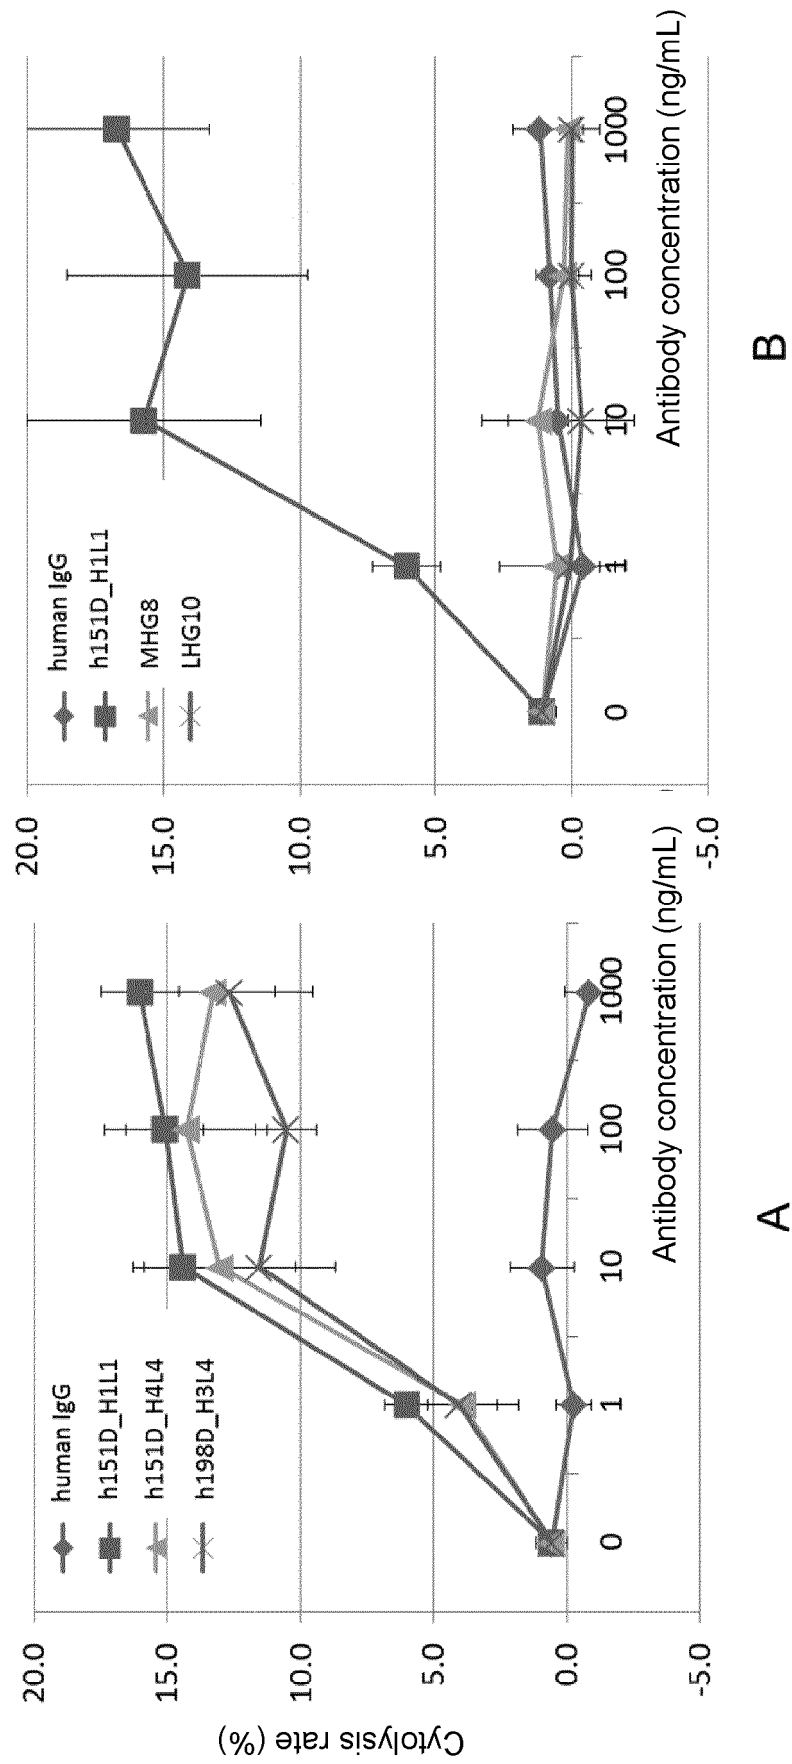 Cytolysis rate (%)
20.0
15.0
10.0
5.0
0.0
-5.0
human IgG
h151D_H1L1
h151D_H4L4
h198D_H3L4
0
1
10
100
1000
Antibody concentration (ng/mL)
A
20.0
15.0
10.0
5.0
0.0
-5.0
human IgG
h151D_H1L1
MHG8
LHG10
0
1
10
100
1000
Antibody concentration (ng/mL)
B